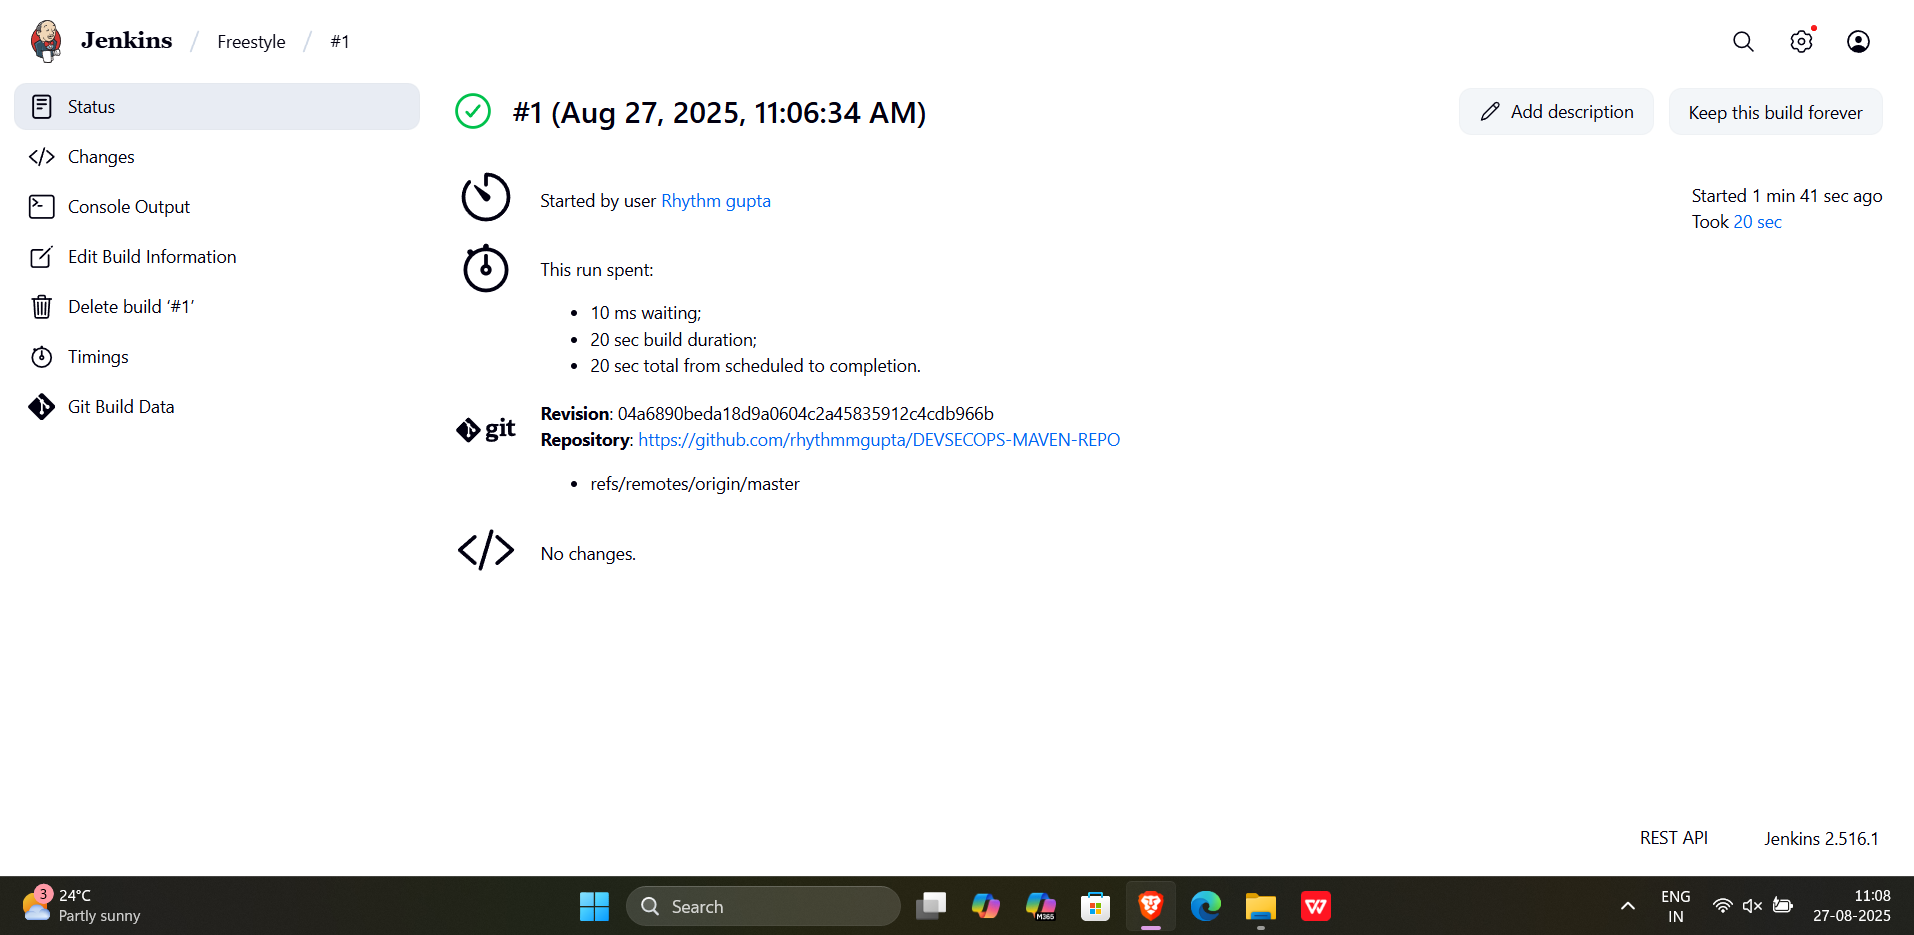 Jenkins / Freestyle / #1
Status
Changes
Console Output
Edit Build Information
Delete build ‘#1’
Timings
Git Build Data
#1 (Aug 27, 2025, 11:06:34 AM)
Add description
Keep this build forever
Started by user Rhythm gupta
Started 1 min 41 sec ago
Took 20 sec
This run spent:
10 ms waiting;
20 sec build duration;
20 sec total from scheduled to completion.
git
Revision: 04a6890beda18d9a0604c2a45835912c4cdb966b
Repository: https://github.com/rhythmmgupta/DEVSECOPS-MAVEN-REPO
refs/remotes/origin/master
No changes.
REST API
Jenkins 2.516.1
3
24°C
Partly sunny
Search
M365
W
ENG
IN
11:08
27-08-2025